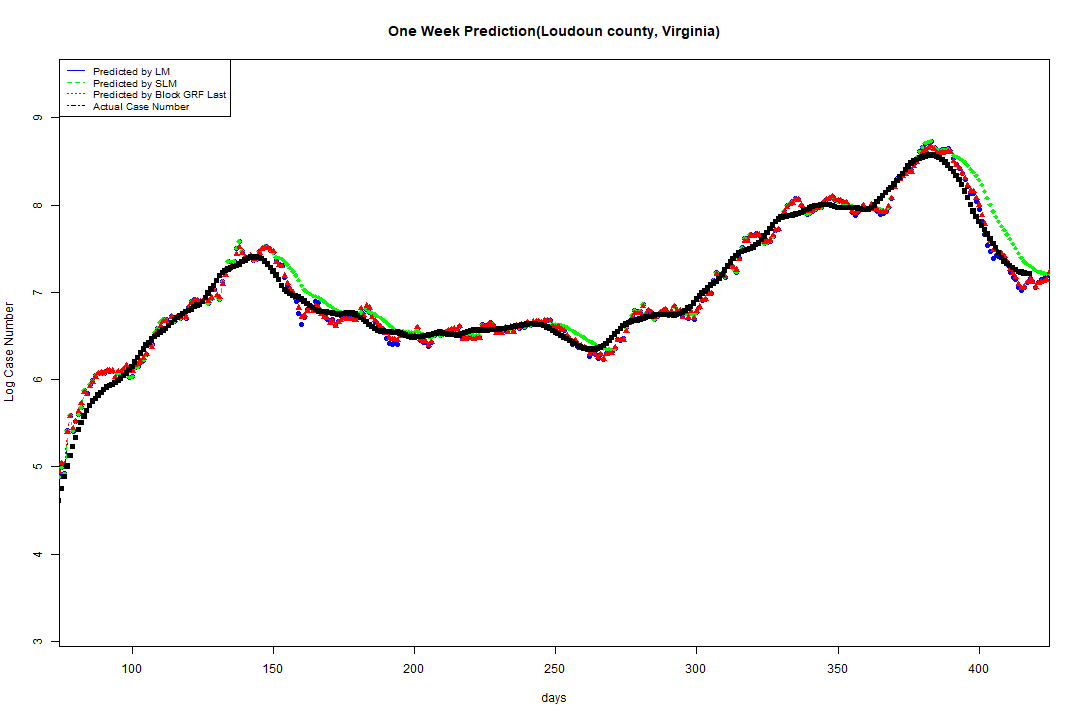 One Week Prediction(Loudoun county, Virginia)
Predicted by LM
Predicted by SLM
Predicted by Block GRF Last
Actual Case Number
Log Case Number
9
8
7
6
5
4
3
100 150 200 250 300 350 400
days